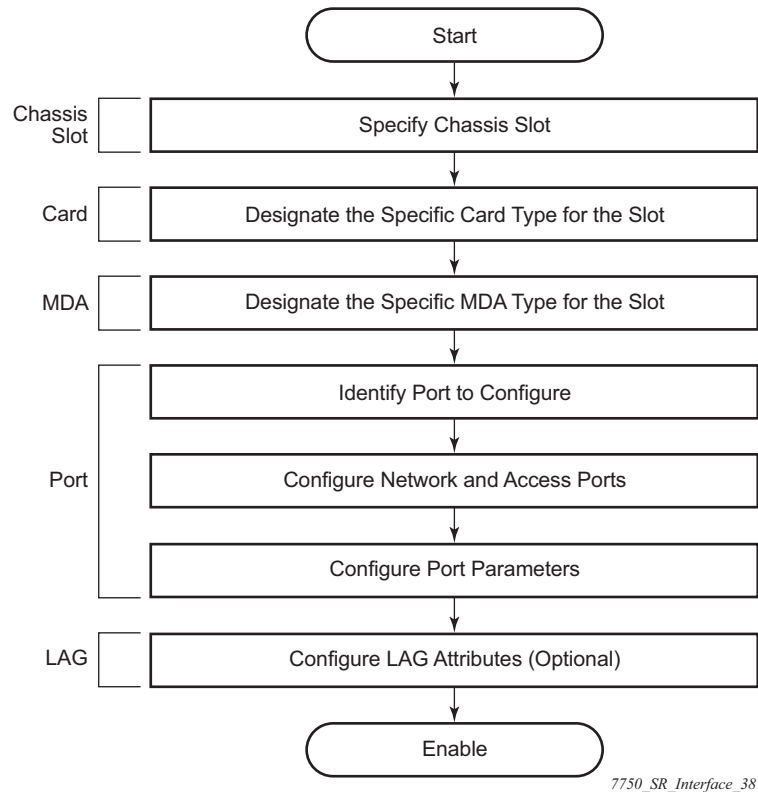 Start
Chassis
Slot
Specify Chassis Slot
Card
Designate the Specific Card Type for the Slot
MDA
Designate the Specific MDA Type for the Slot
Port
Identify Port to Configure
Configure Network and Access Ports
Configure Port Parameters
LAG
Configure LAG Attributes (Optional)
Enable
7750_SR_Interface_38